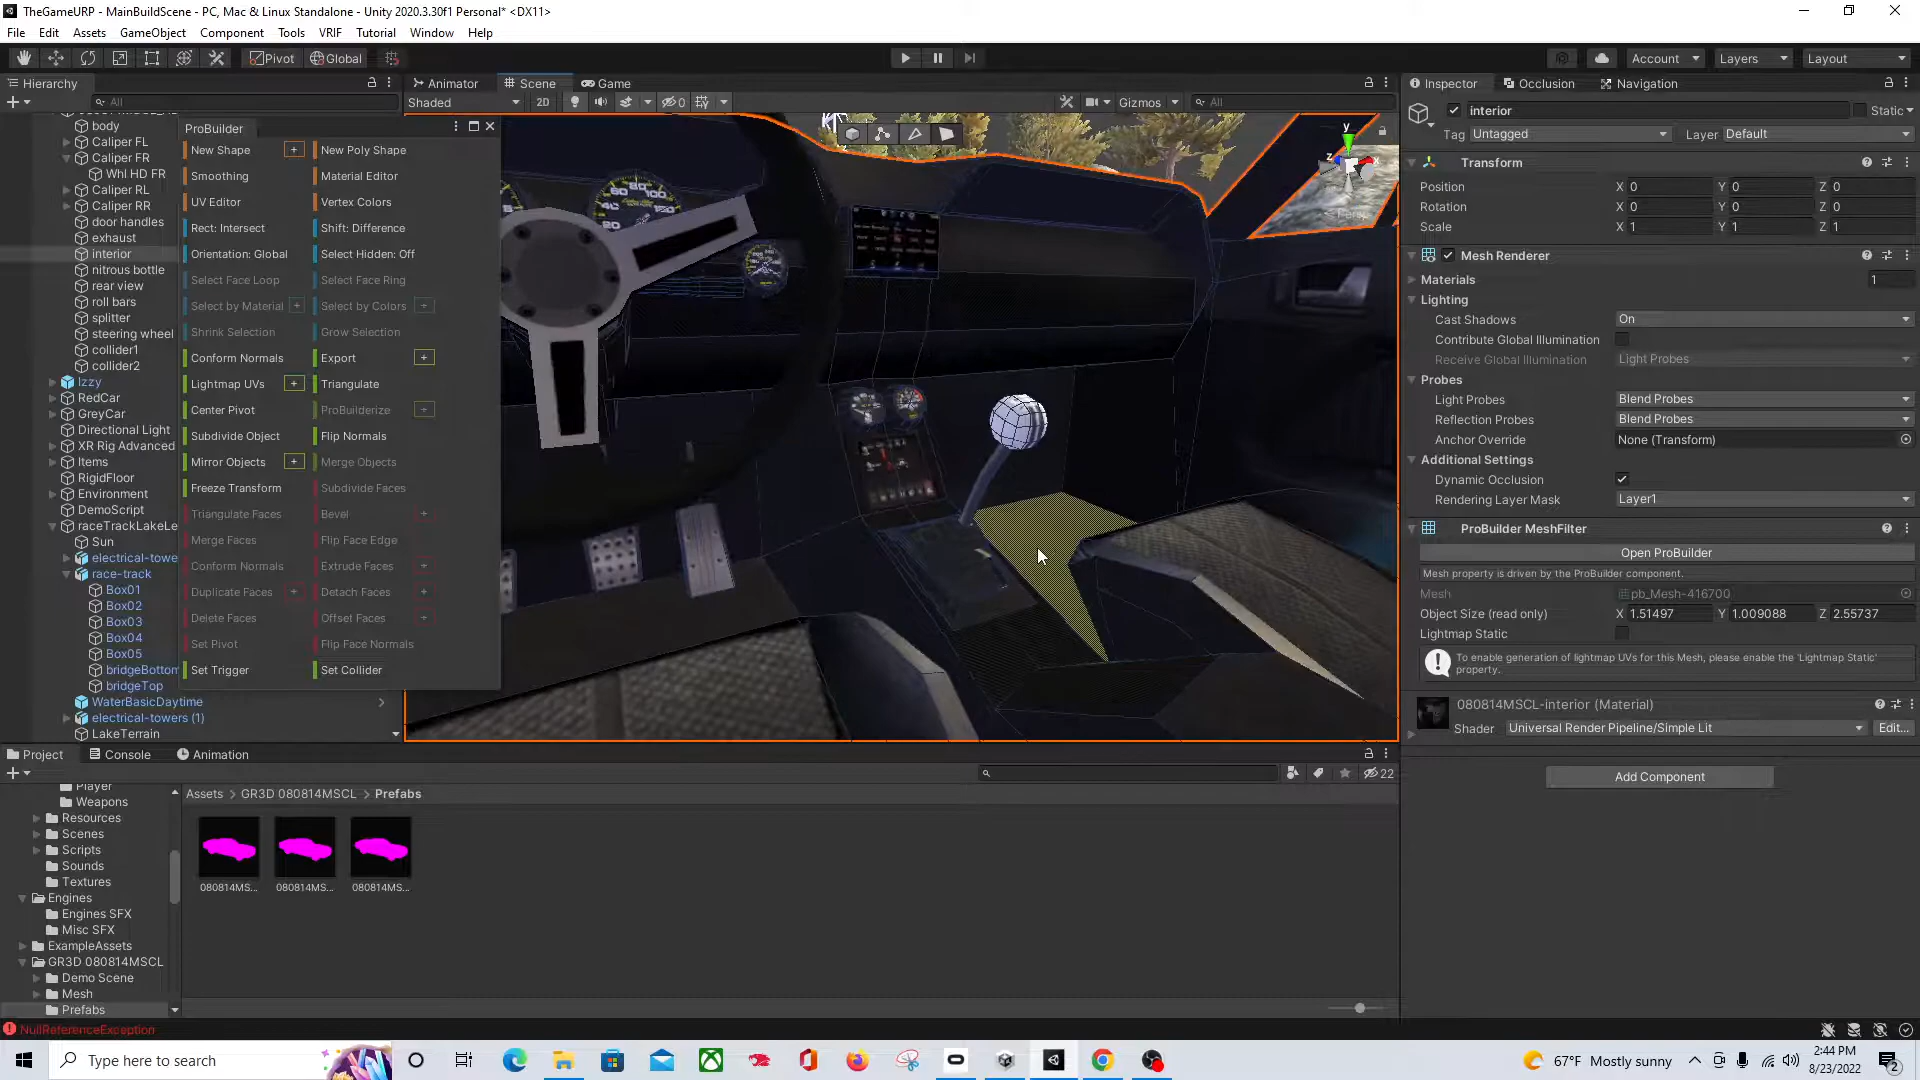 TheGameURP - MainBuildScene - PC, Mac & Linux Standalone - Unity 2020.3.30f1 Personal* <DX11>
File Edit Assets GameObject Component Tools VRIF Tutorial Window Help
Pivot Global Account Layers Layout
Hierarchy Animator Scene Game Inspector Occlusion Navigation
All Shaded 2D 0 Gizmos All
interior Static
Tag Untagged Layer Default
Transform
Position X 0 Y 0 Z 0
Rotation X 0 Y 0 Z 0
Scale X 1 Y 1 Z 1
Mesh Renderer
Materials 1
Lighting
Cast Shadows On
Contribute Global Illumination
Receive Global Illumination Light Probes
Probes
Light Probes Blend Probes
Reflection Probes Blend Probes
Anchor Override None (Transform)
Additional Settings
Dynamic Occlusion
Rendering Layer Mask Layer1
ProBuilder MeshFilter
Open ProBuilder
Mesh property is driven by the ProBuilder component.
Mesh pb_Mesh-416700
Object Size (read only) X 1.51497 Y 1.009088 Z 2.55737
Lightmap Static
To enable generation of lightmap UVs for this Mesh, please enable the 'Lightmap Static' property.
080814MSCL-interior (Material)
Shader Universal Render Pipeline/Simple Lit Edit...
Add Component
body
Caliper FL
Caliper FR
Whl HD FR
Caliper RL
Caliper RR
door handles
exhaust
interior
nitrous bottle
rear view
roll bars
splitter
steering wheel
collider1
collider2
Izzy
RedCar
GreyCar
Directional Light
XR Rig Advanced
Items
RigidFloor
Environment
DemoScript
raceTrackLakeLe
Sun
electrical-towe
race-track
Box01
Box02
Box03
Box04
Box05
bridgeBottom
bridgeTop
WaterBasicDaytime
electrical-towers (1)
LakeTerrain
ProBuilder
New Shape + New Poly Shape
Smoothing Material Editor
UV Editor Vertex Colors
Rect: Intersect Shift: Difference
Orientation: Global Select Hidden: Off
Select Face Loop Select Face Ring
Select by Material + Select by Colors +
Shrink Selection Grow Selection
Conform Normals Export +
Lightmap UVs + Triangulate
Center Pivot ProBuilderize +
Subdivide Object Flip Normals
Mirror Objects + Merge Objects
Freeze Transform Subdivide Faces
Triangulate Faces Bevel +
Merge Faces Flip Face Edge
Conform Normals Extrude Faces +
Duplicate Faces + Detach Faces +
Delete Faces Offset Faces +
Set Pivot Flip Face Normals
Set Trigger Set Collider
y
z x
20 60 80 100 150
Project Console Animation
22
Player
Weapons
Resources
Scenes
Scripts
Sounds
Textures
Engines
Engines SFX
Misc SFX
ExampleAssets
GR3D 080814MSCL
Demo Scene
Mesh
Prefabs
Assets > GR3D 080814MSCL > Prefabs
080814MS... 080814MS... 080814MS...
NullReferenceException
Type here to search
67°F Mostly sunny
2:44 PM
8/23/2022
2